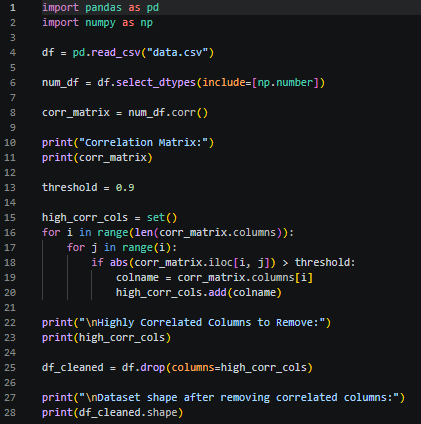 1 import pandas as pd
2 import numpy as np
3
4 df = pd.read_csv("data.csv")
5
6 num_df = df.select_dtypes(include=[np.number])
7
8 corr_matrix = num_df.corr()
9
10 print("Correlation Matrix:")
11 print(corr_matrix)
12
13 threshold = 0.9
14
15 high_corr_cols = set()
16 for i in range(len(corr_matrix.columns)):
17     for j in range(i):
18         if abs(corr_matrix.iloc[i, j]) > threshold:
19             colname = corr_matrix.columns[i]
20             high_corr_cols.add(colname)
21
22 print("\nHighly Correlated Columns to Remove:")
23 print(high_corr_cols)
24
25 df_cleaned = df.drop(columns=high_corr_cols)
26
27 print("\nDataset shape after removing correlated columns:")
28 print(df_cleaned.shape)